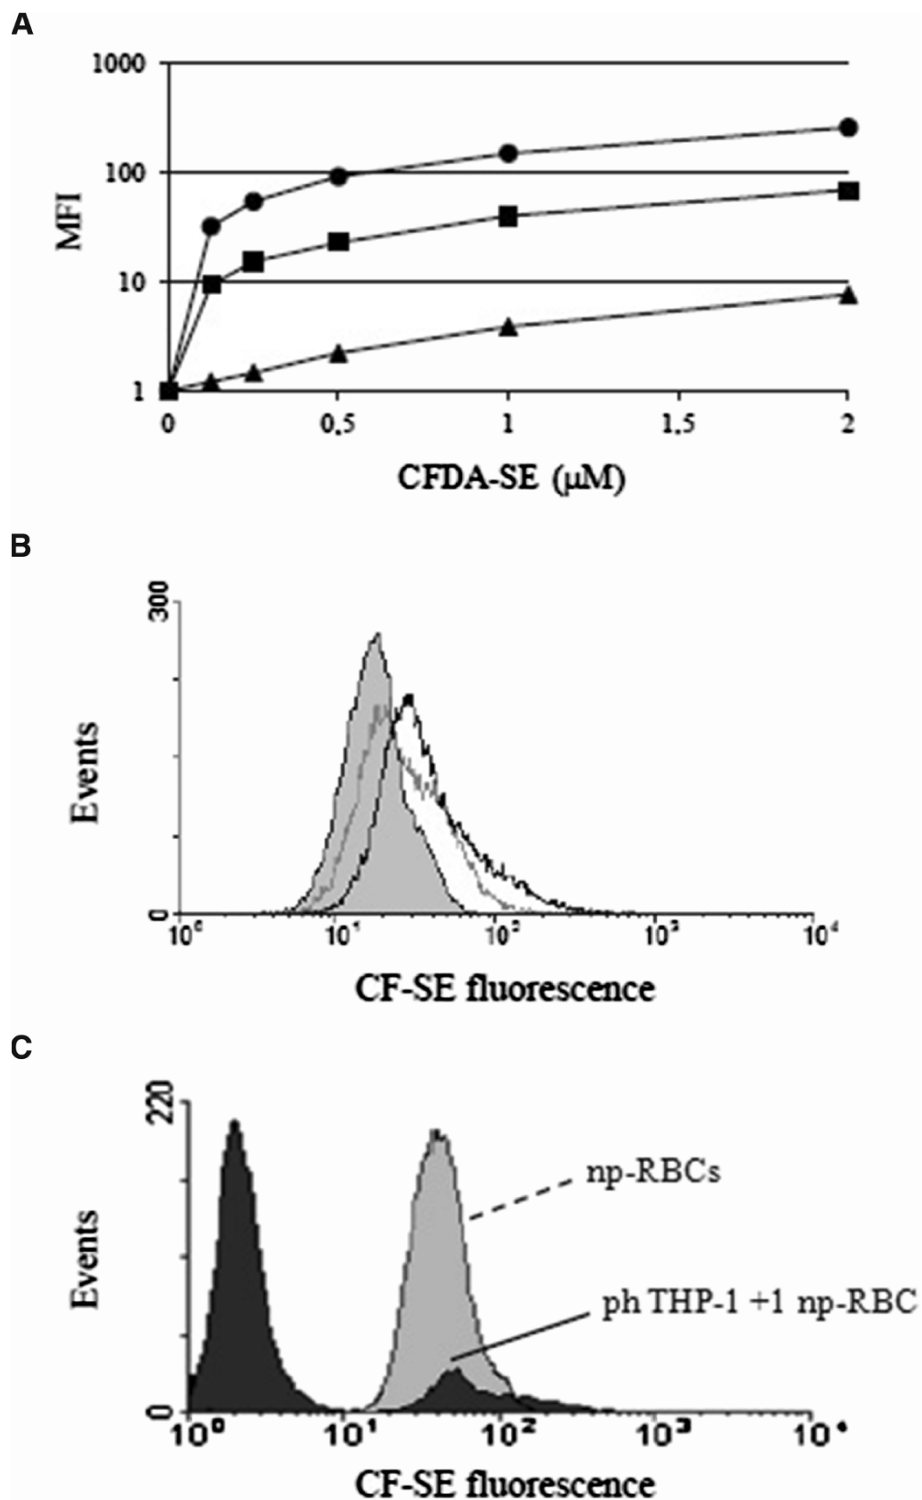 A
1000
100
10
1
MFI
0
0.5
1
1.5
2
CFDA-SE (μM)
B
300
0
Events
10⁰
10¹
10²
10³
10⁴
CF-SE fluorescence
C
220
0
Events
np-RBCs
ph THP-1 +1 np-RBC
10⁰
10¹
10²
10³
10⁴
CF-SE fluorescence